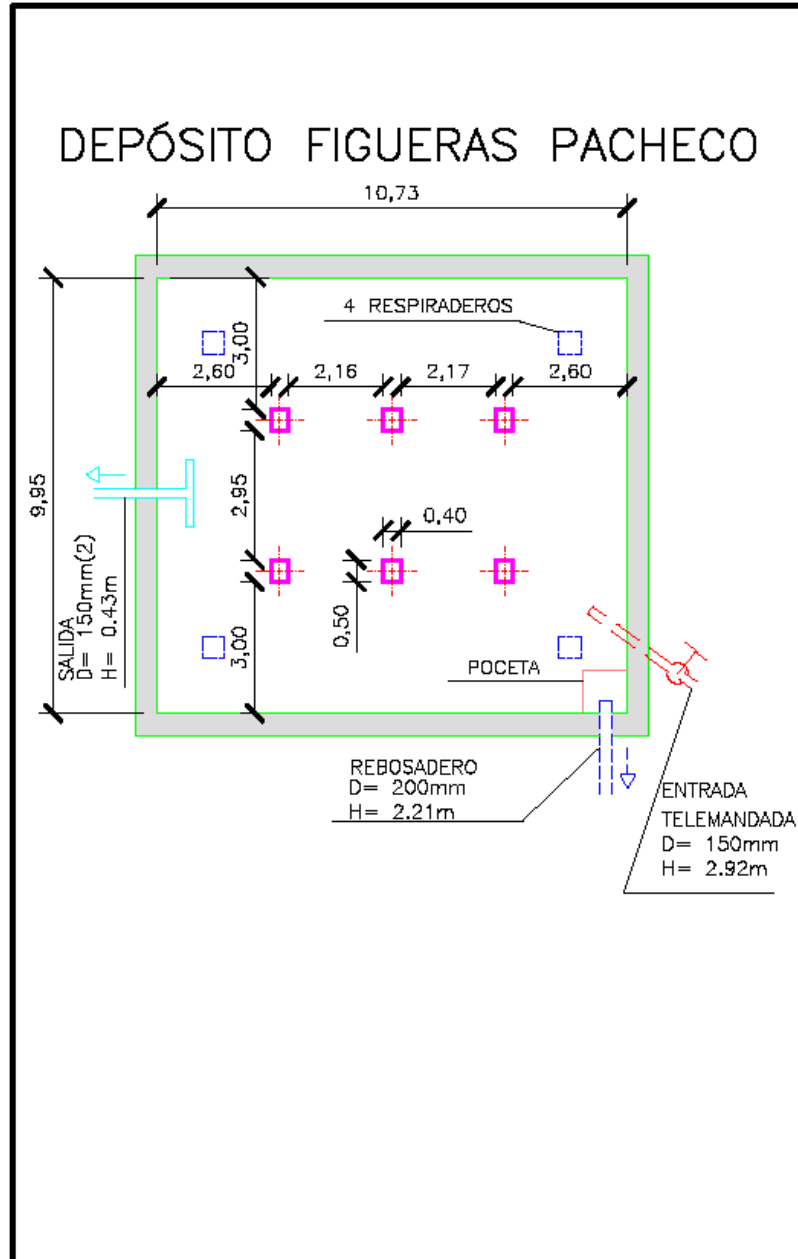 DEPÓSITO FIGUERAS PACHECO
10,73
4 RESPIRADEROS
3,00
2,60
2,16
2,17
2,60
9,95
2,95
0,40
0,50
3,00
SALIDA
D= 150mm(2)
H= 0.43m
POCETA
REBOSADERO
D= 200mm
H= 2.21m
ENTRADA
TELEMANDADA
D= 150mm
H= 2.92m